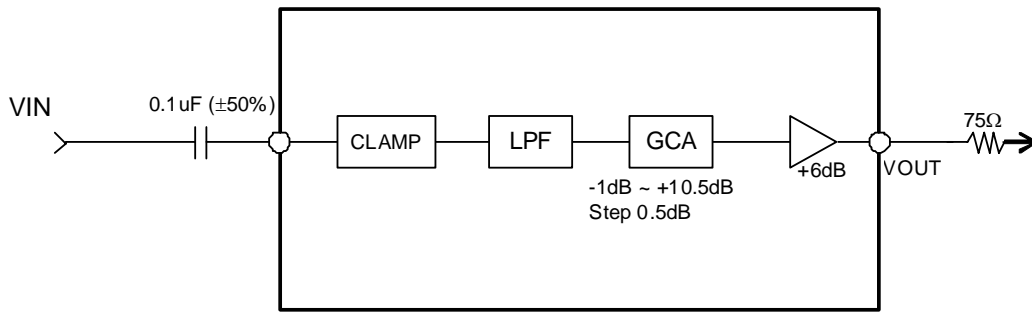 VIN
0.1uF (±50%)
CLAMP
LPF
GCA
-1dB ~ +10.5dB
Step 0.5dB
+6dB
VOUT
75Ω